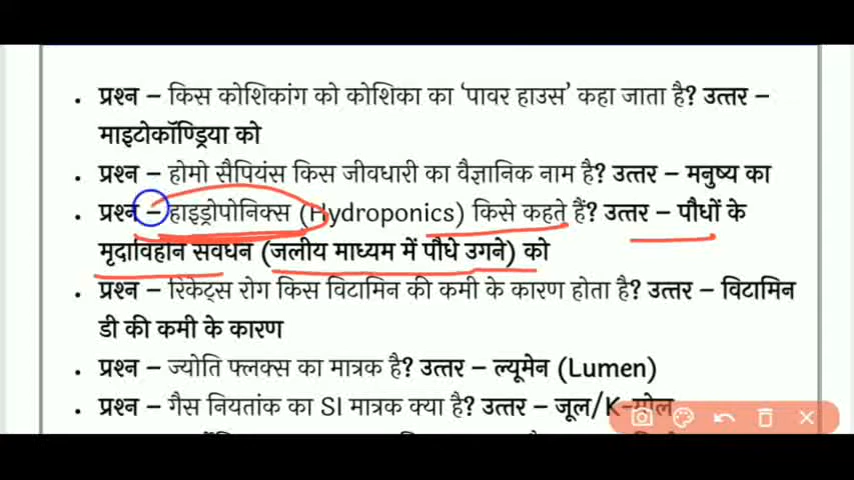 • प्रश्न – किस कोशिकांग को कोशिका का ‘पावर हाउस’ कहा जाता है? उत्तर –
माइटोकॉण्ड्रिया को
• प्रश्न – होमो सैपियंस किस जीवधारी का वैज्ञानिक नाम है? उत्तर – मनुष्य का
• प्रश्न – हाइड्रोपोनिक्स (Hydroponics) किसे कहते हैं? उत्तर – पौधों के
मृदाविहीन संवर्धन (जलीय माध्यम में पौधे उगने) को
• प्रश्न – रिकेट्स रोग किस विटामिन की कमी के कारण होता है? उत्तर – विटामिन
डी की कमी के कारण
• प्रश्न – ज्योति फ्लक्स का मात्रक है? उत्तर – ल्यूमेन (Lumen)
• प्रश्न – गैस नियतांक का SI मात्रक क्या है? उत्तर – जूल/K-मोल